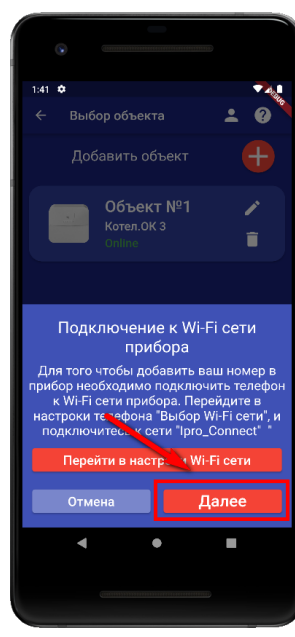 1:41
DEBUG
Выбор объекта
Добавить объект
Объект №1
Котел.ОК 3
Online
Подключение к Wi-Fi сети
прибора
Для того чтобы добавить ваш номер в
прибор необходимо подключить телефон
к Wi-Fi сети прибора. Перейдите в
настроки телефона "Выбор Wi-Fi сети", и
подключитесь к сети "Ipro_Connect" "
Перейти в настройки Wi-Fi сети
Отмена
Далее